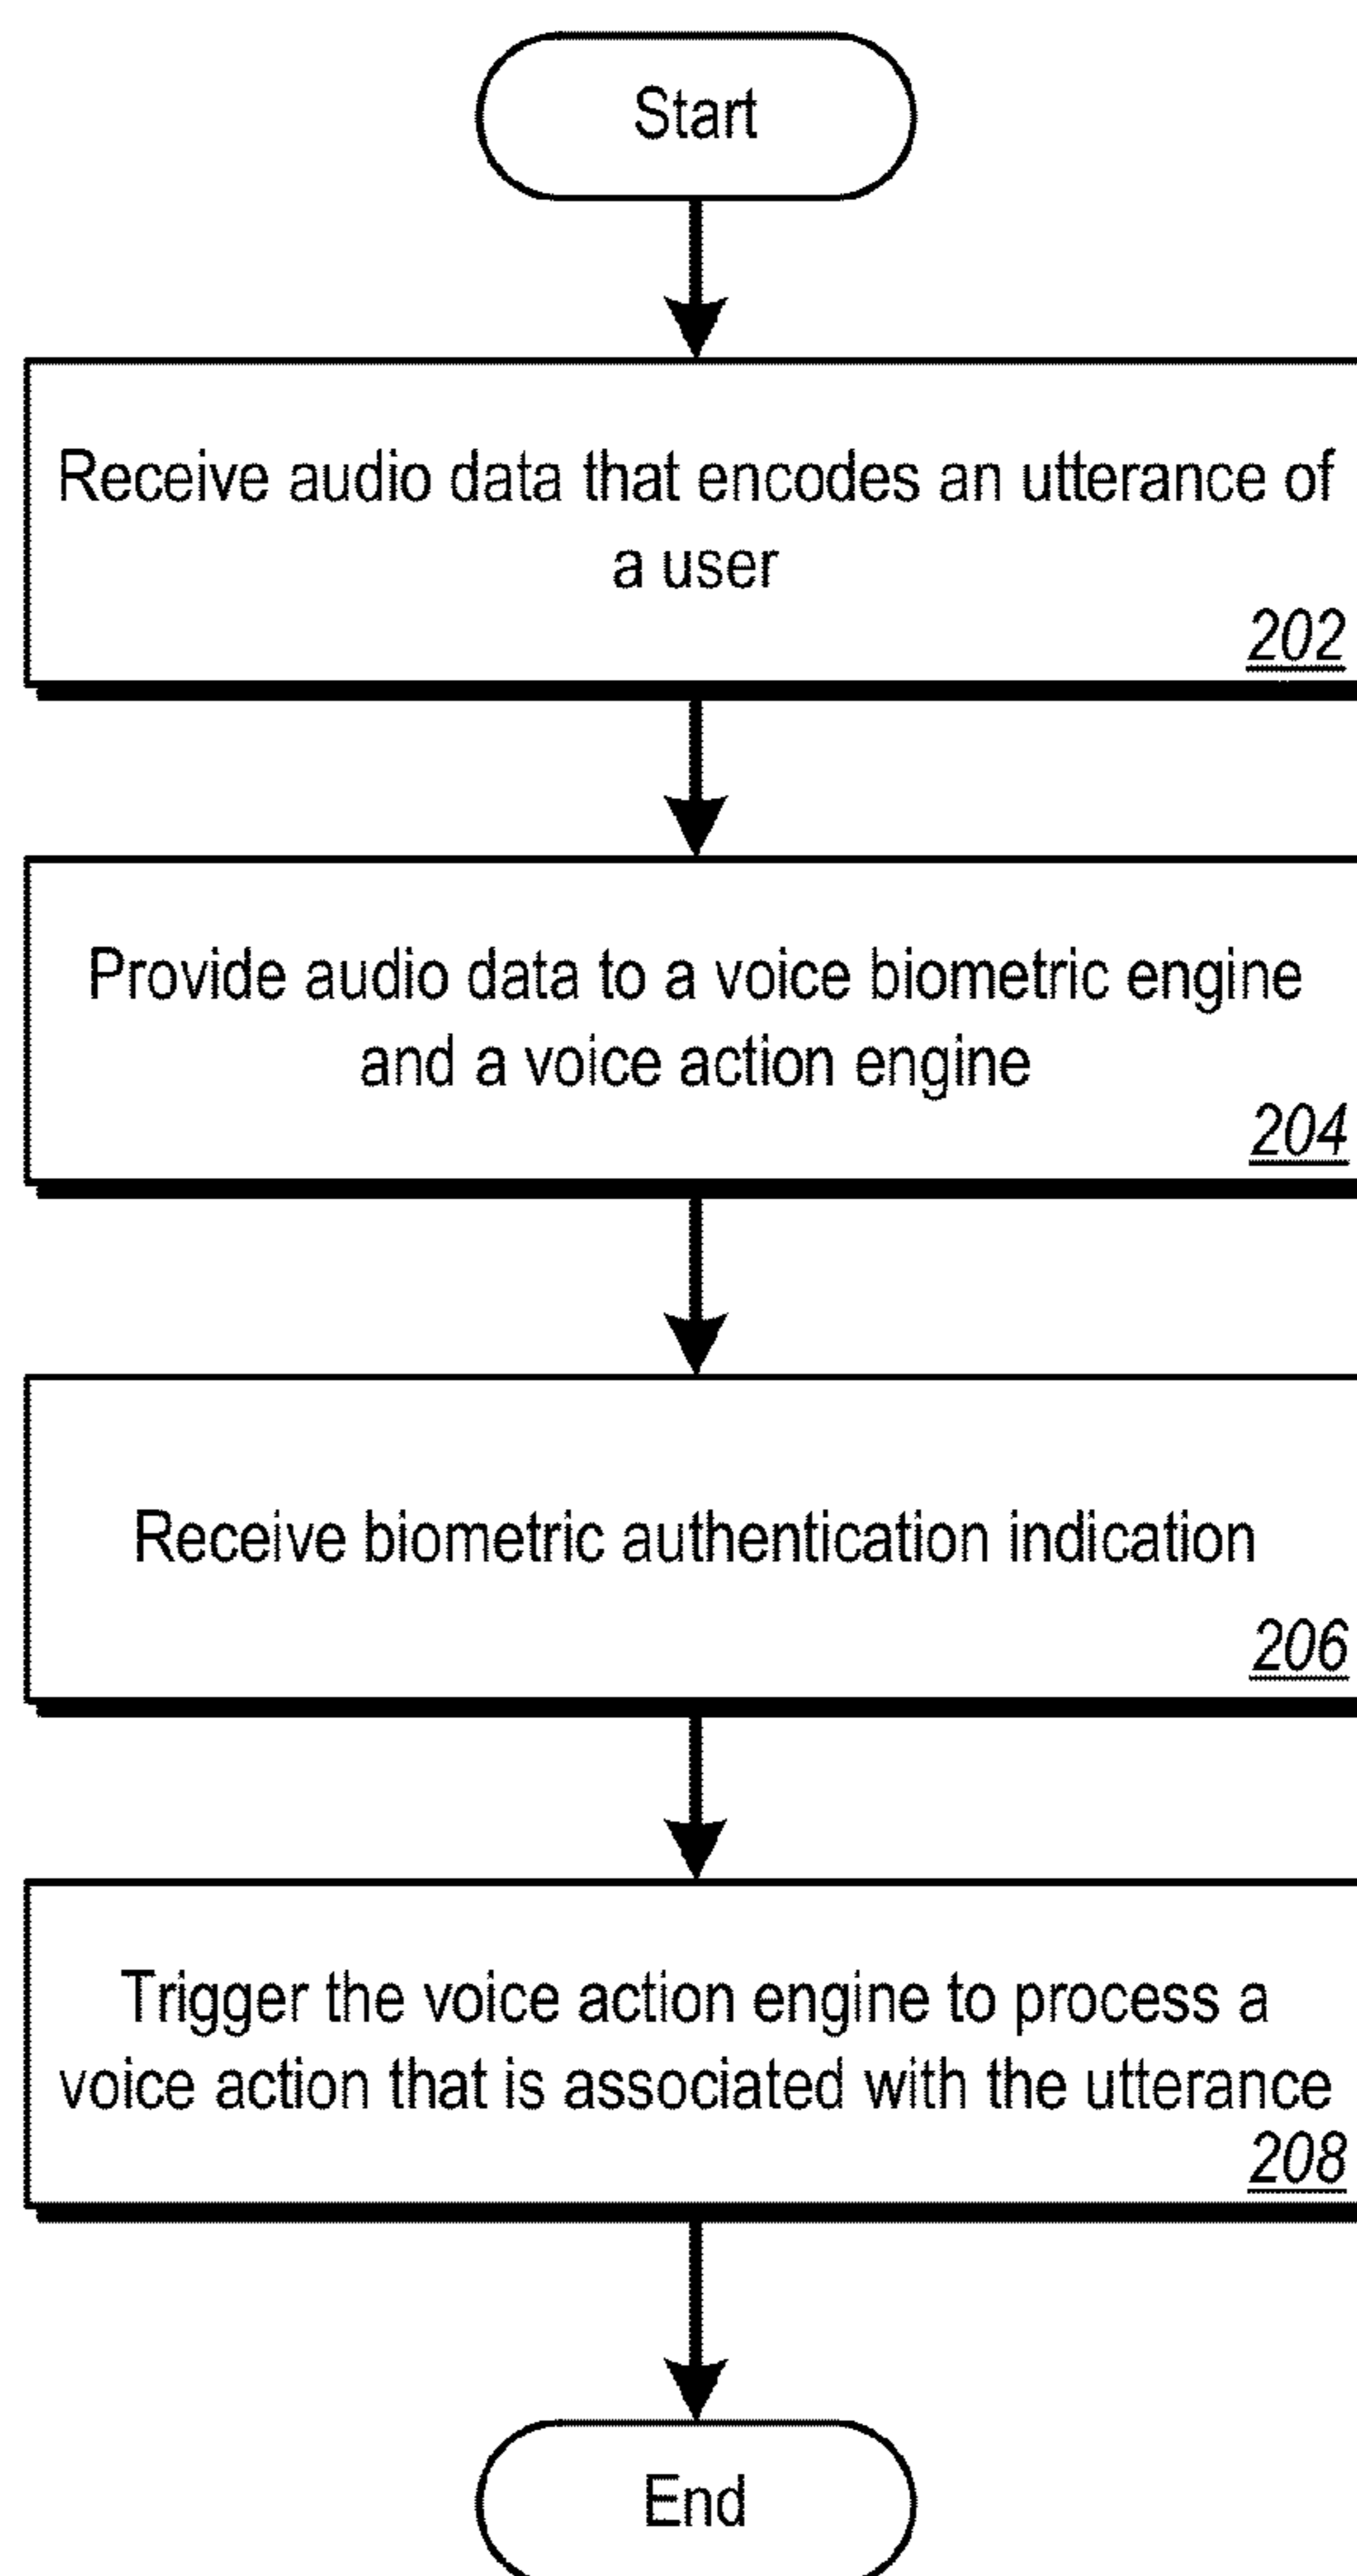 Start
Receive audio data that encodes an utterance of
a user
202
Provide audio data to a voice biometric engine
and a voice action engine
204
Receive biometric authentication indication
206
Trigger the voice action engine to process a
voice action that is associated with the utterance
208
End